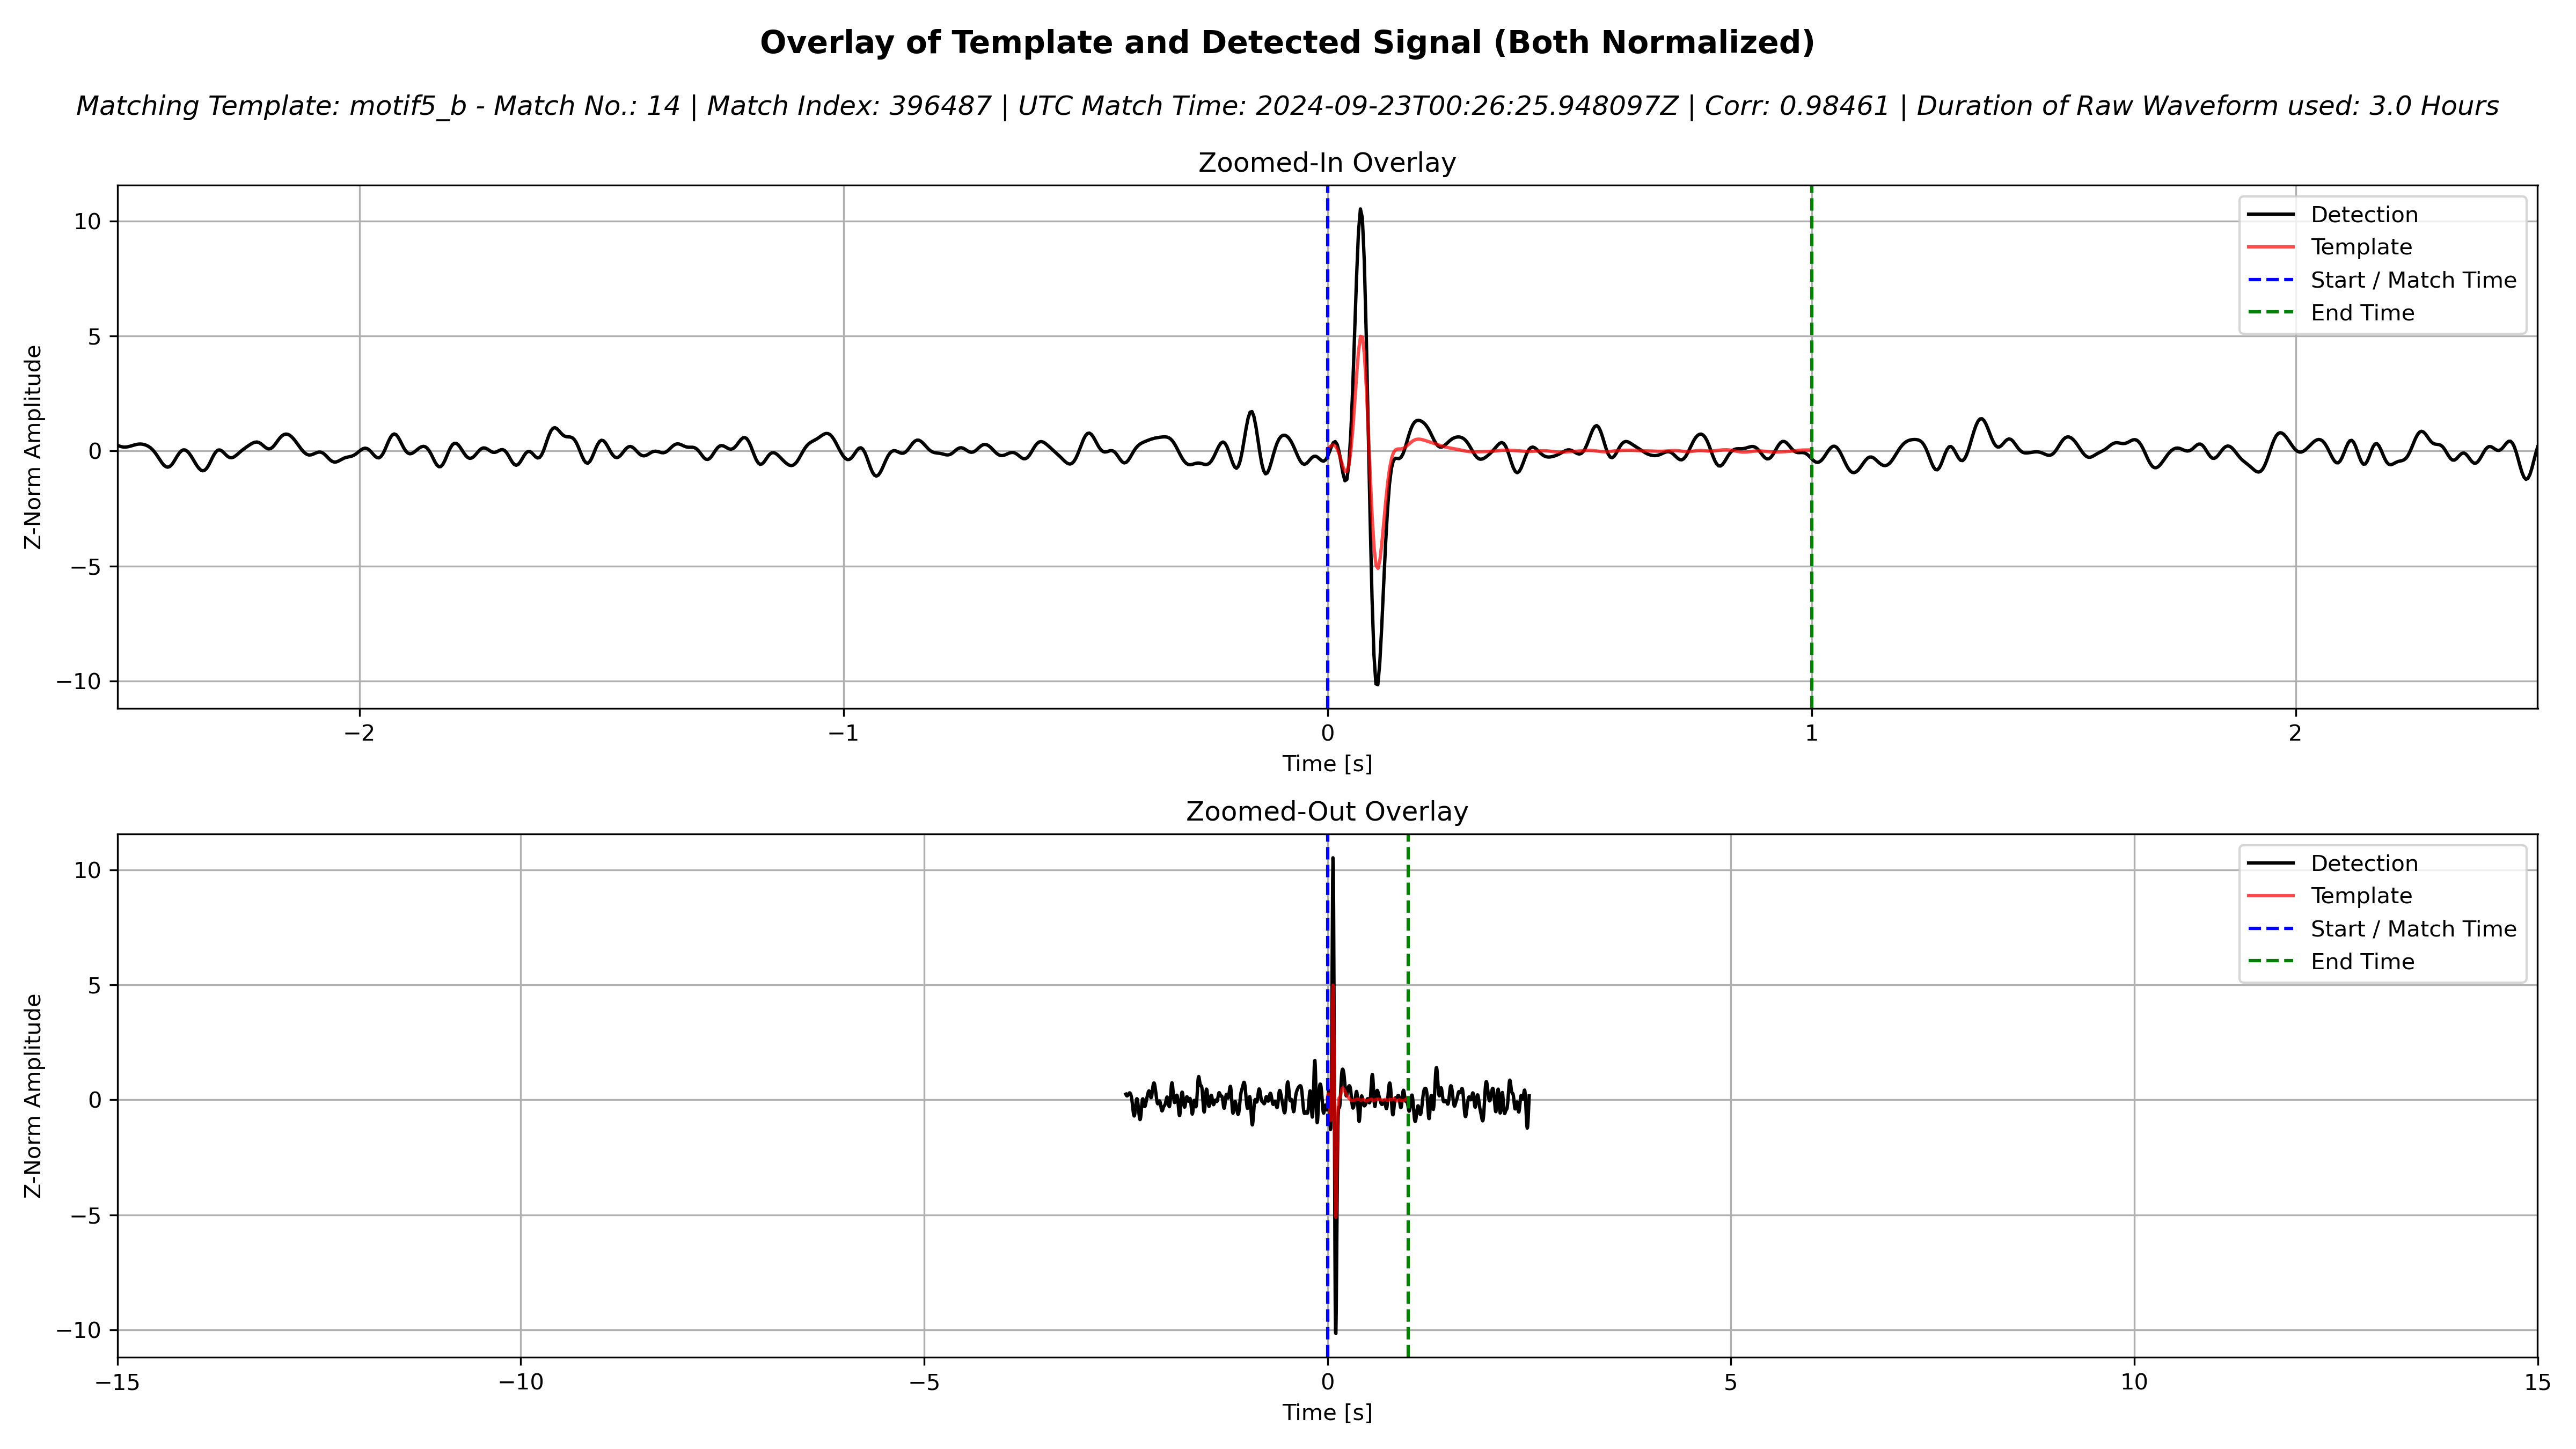 Overlay of Template and Detected Signal (Both Normalized)
Matching Template: motif5_b - Match No.: 14 | Match Index: 396487 | UTC Match Time: 2024-09-23T00:26:25.948097Z | Corr: 0.98461 | Duration of Raw Waveform used: 3.0 Hours
Zoomed-In Overlay
Z-Norm Amplitude
10
5
0
−5
−10
Detection
Template
Start / Match Time
End Time
−2
−1
0
1
2
Time [s]
Zoomed-Out Overlay
Z-Norm Amplitude
10
5
0
−5
−10
Detection
Template
Start / Match Time
End Time
−15
−10
−5
0
5
10
15
Time [s]